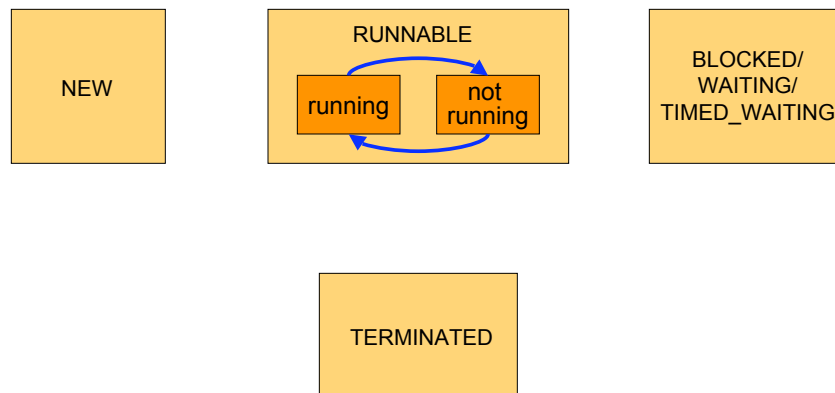 NEW
RUNNABLE
running
not
running
BLOCKED/
WAITING/
TIMED_WAITING
TERMINATED